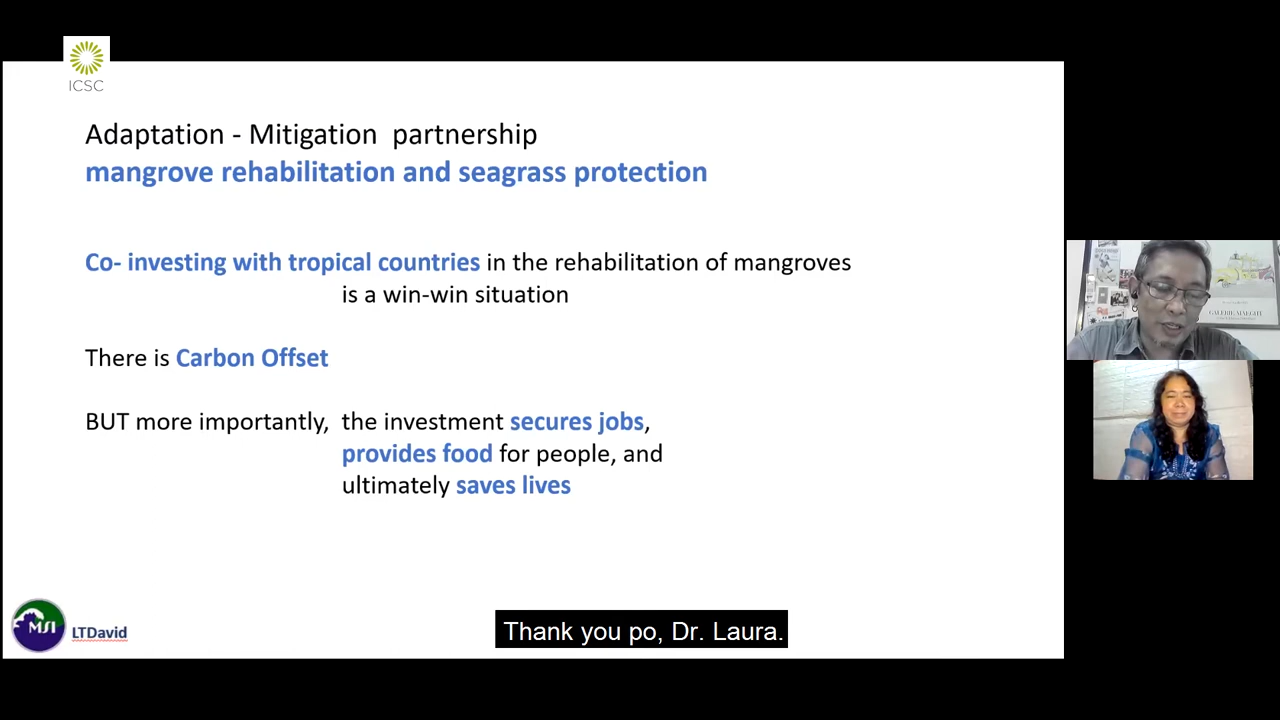 ICSC
Adaptation - Mitigation partnership
mangrove rehabilitation and seagrass protection
Co- investing with tropical countries in the rehabilitation of mangroves
is a win-win situation
There is Carbon Offset
BUT more importantly, the investment secures jobs,
provides food for people, and
ultimately saves lives
MSI
LTDavid
Thank you po, Dr. Laura.